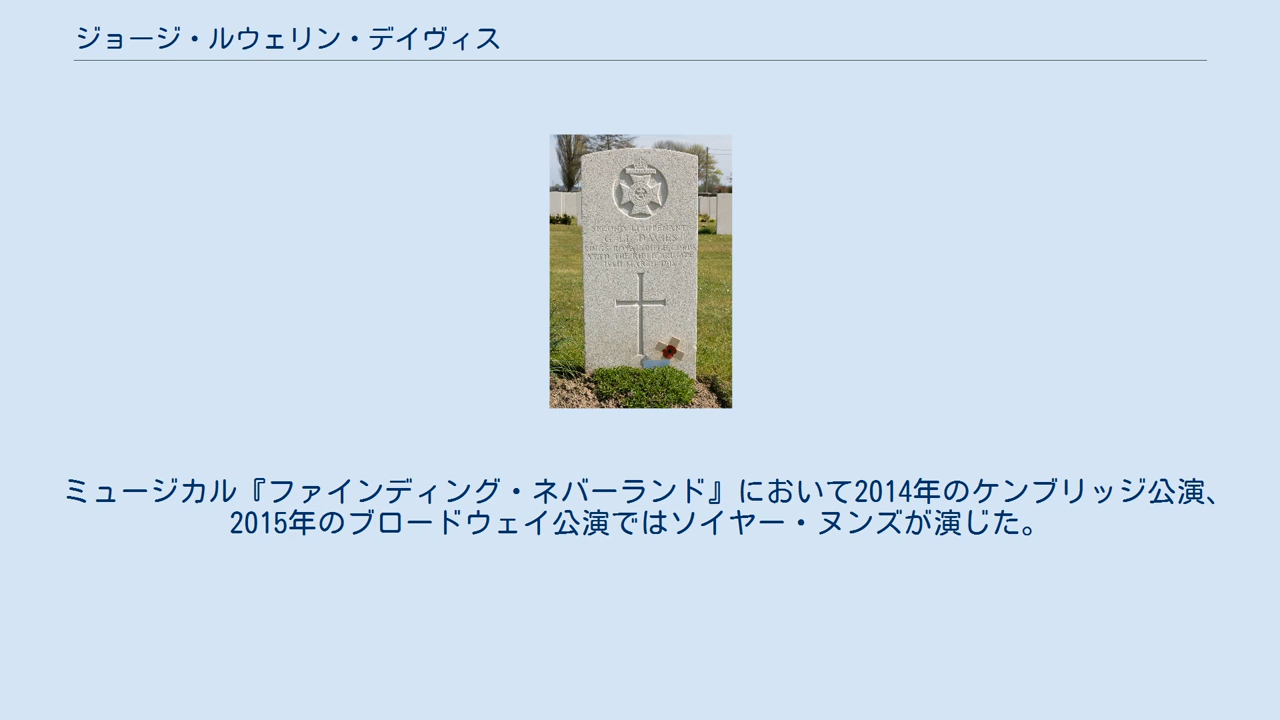 ジョージ・ルウェリン・デイヴィス
SECOND LIEUTENANT
G. LL. DAVIES
ミュージカル『ファインディング・ネバーランド』において2014年のケンブリッジ公演、
2015年のブロードウェイ公演ではソイヤー・ヌンズが演じた。